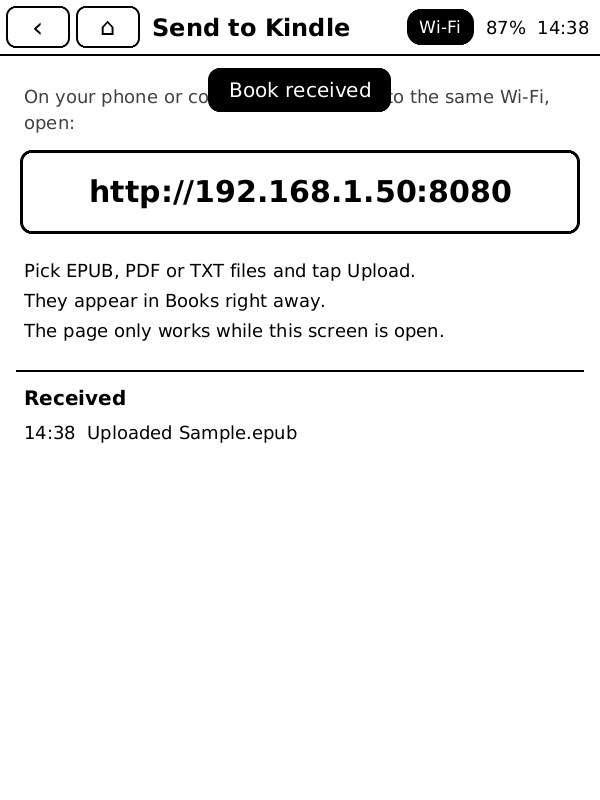 ‹ ⌂ Send to Kindle Wi-Fi 87% 14:38
Book received
On your phone or to the same Wi-Fi,
open:
http://192.168.1.50:8080
Pick EPUB, PDF or TXT files and tap Upload.
They appear in Books right away.
The page only works while this screen is open.
Received
14:38 Uploaded Sample.epub